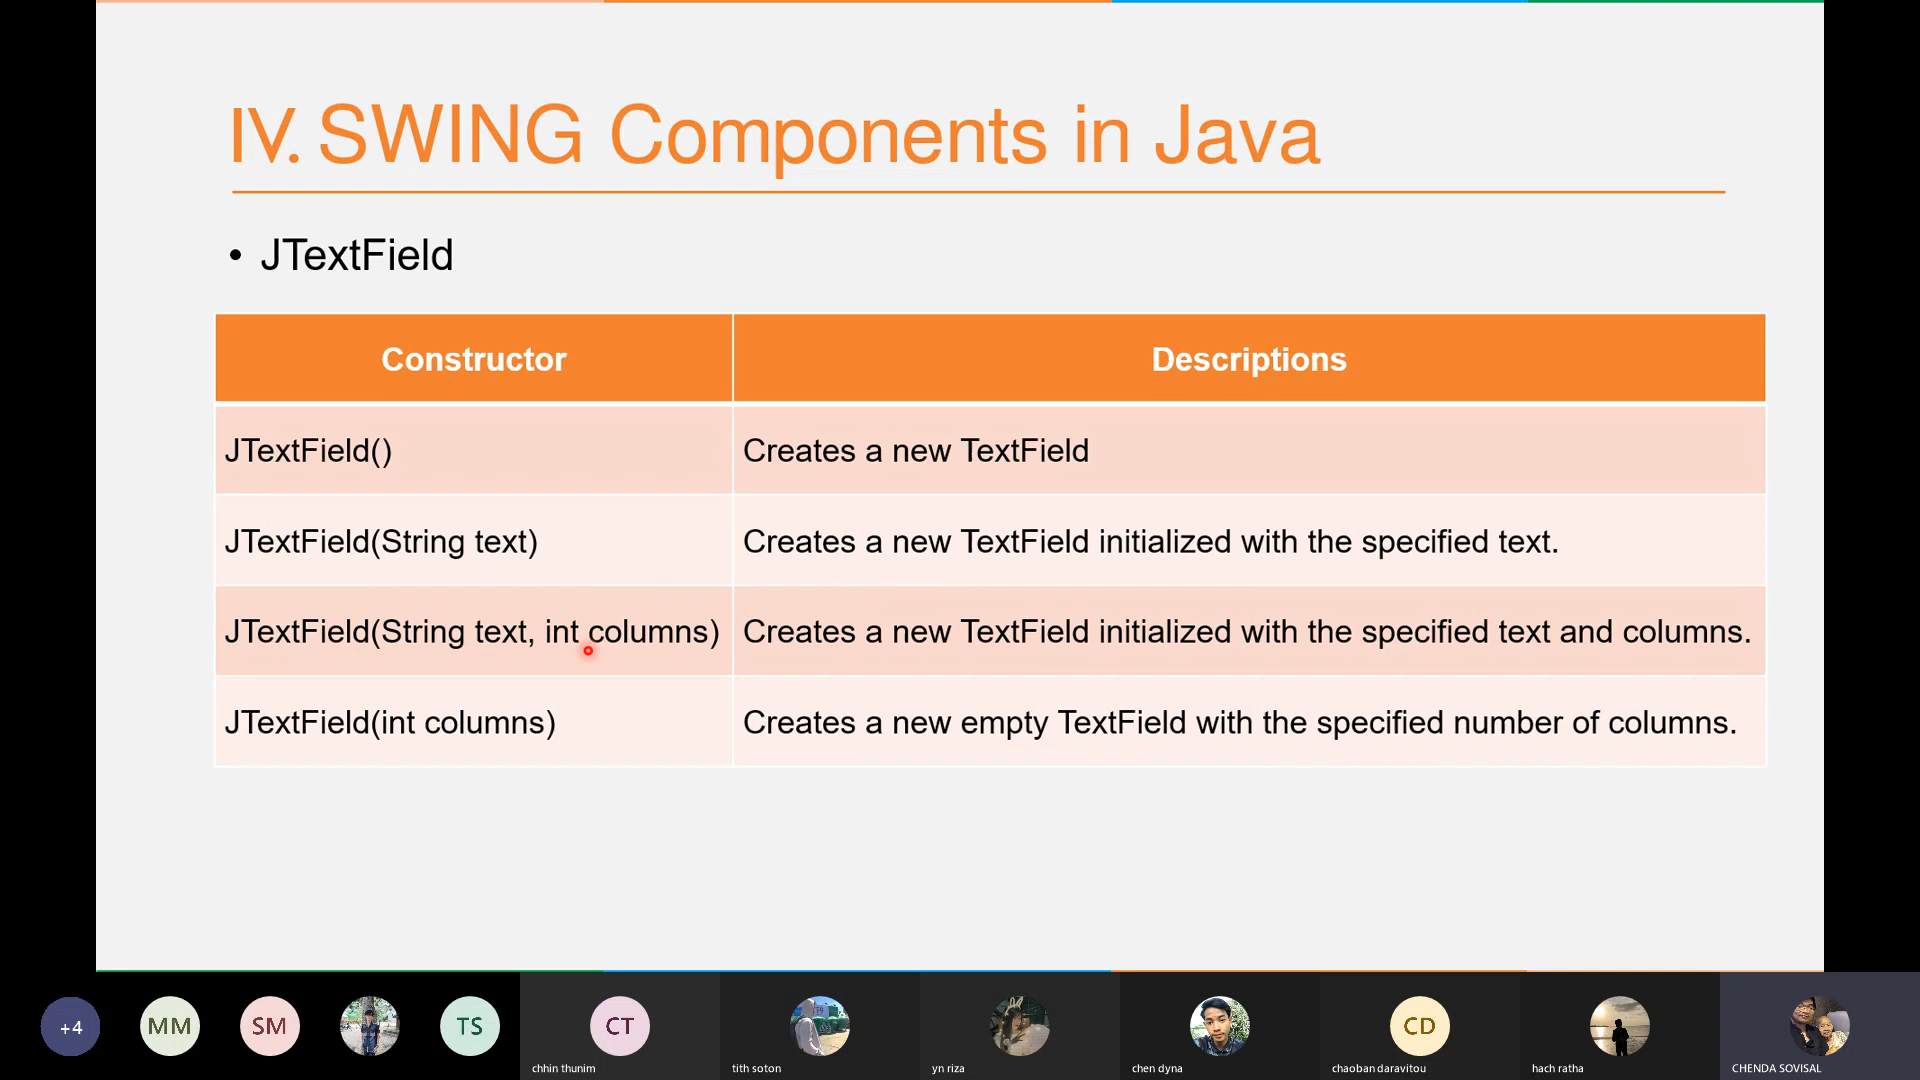 IV. SWING Components in Java
• JTextField
Constructor
Descriptions
JTextField()
Creates a new TextField
JTextField(String text)
Creates a new TextField initialized with the specified text.
JTextField(String text, int columns)
Creates a new TextField initialized with the specified text and columns.
JTextField(int columns)
Creates a new empty TextField with the specified number of columns.
+4
MM
SM
TS
CT
CD
chhin thunim
tith soton
yn riza
chen dyna
chaoban daravitou
hach ratha
CHENDA SOVISAL